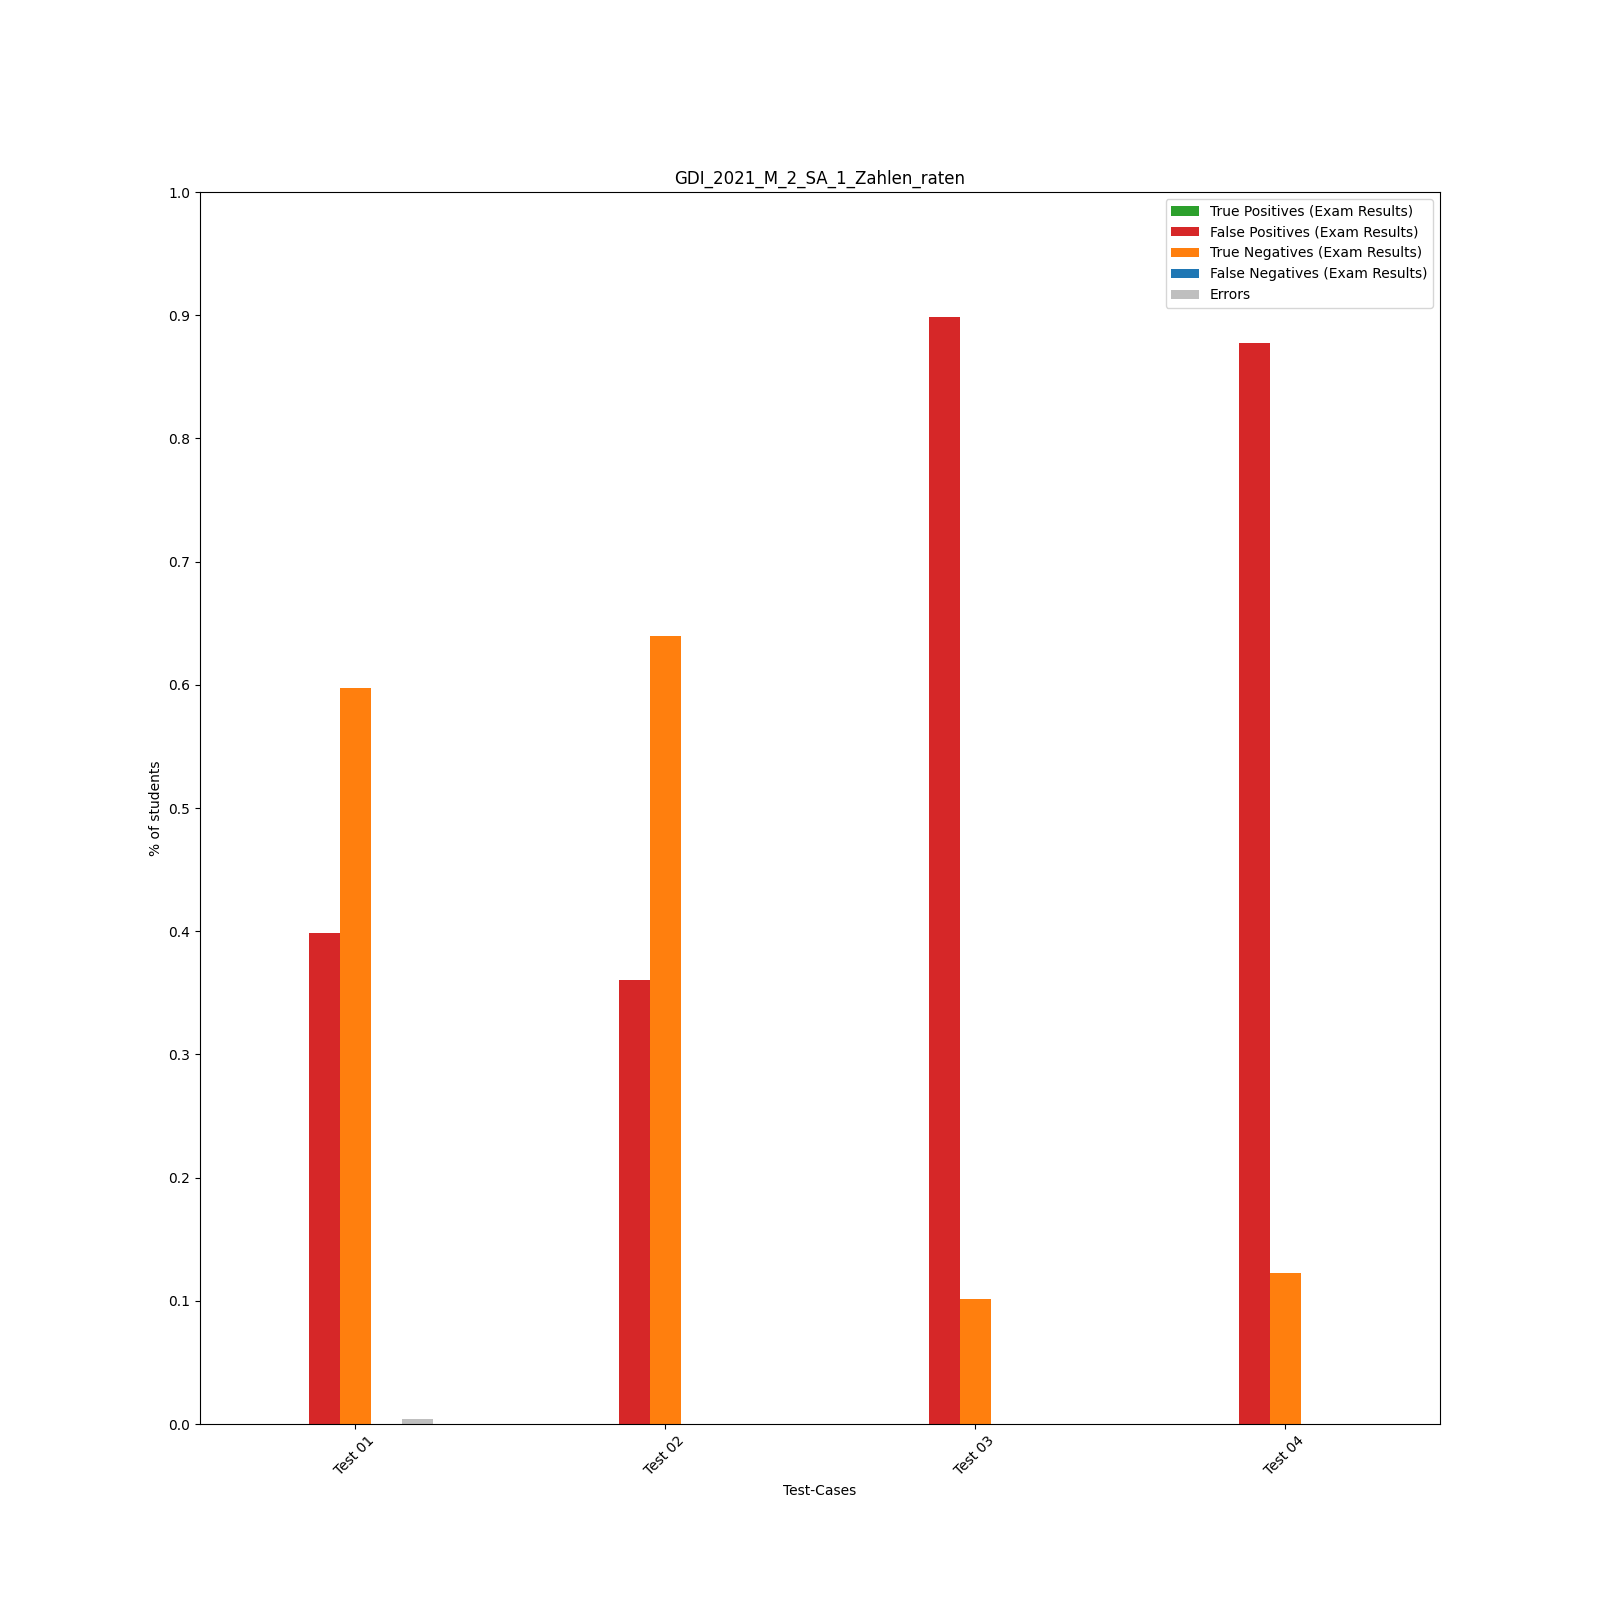 GDI_2021_M_2_SA_1_Zahlen_raten
True Positives (Exam Results)
False Positives (Exam Results)
True Negatives (Exam Results)
False Negatives (Exam Results)
Errors
1.0
0.9
0.8
0.7
0.6
0.5
0.4
0.3
0.2
0.1
0.0
% of students
Test 01
Test 02
Test 03
Test 04
Test-Cases